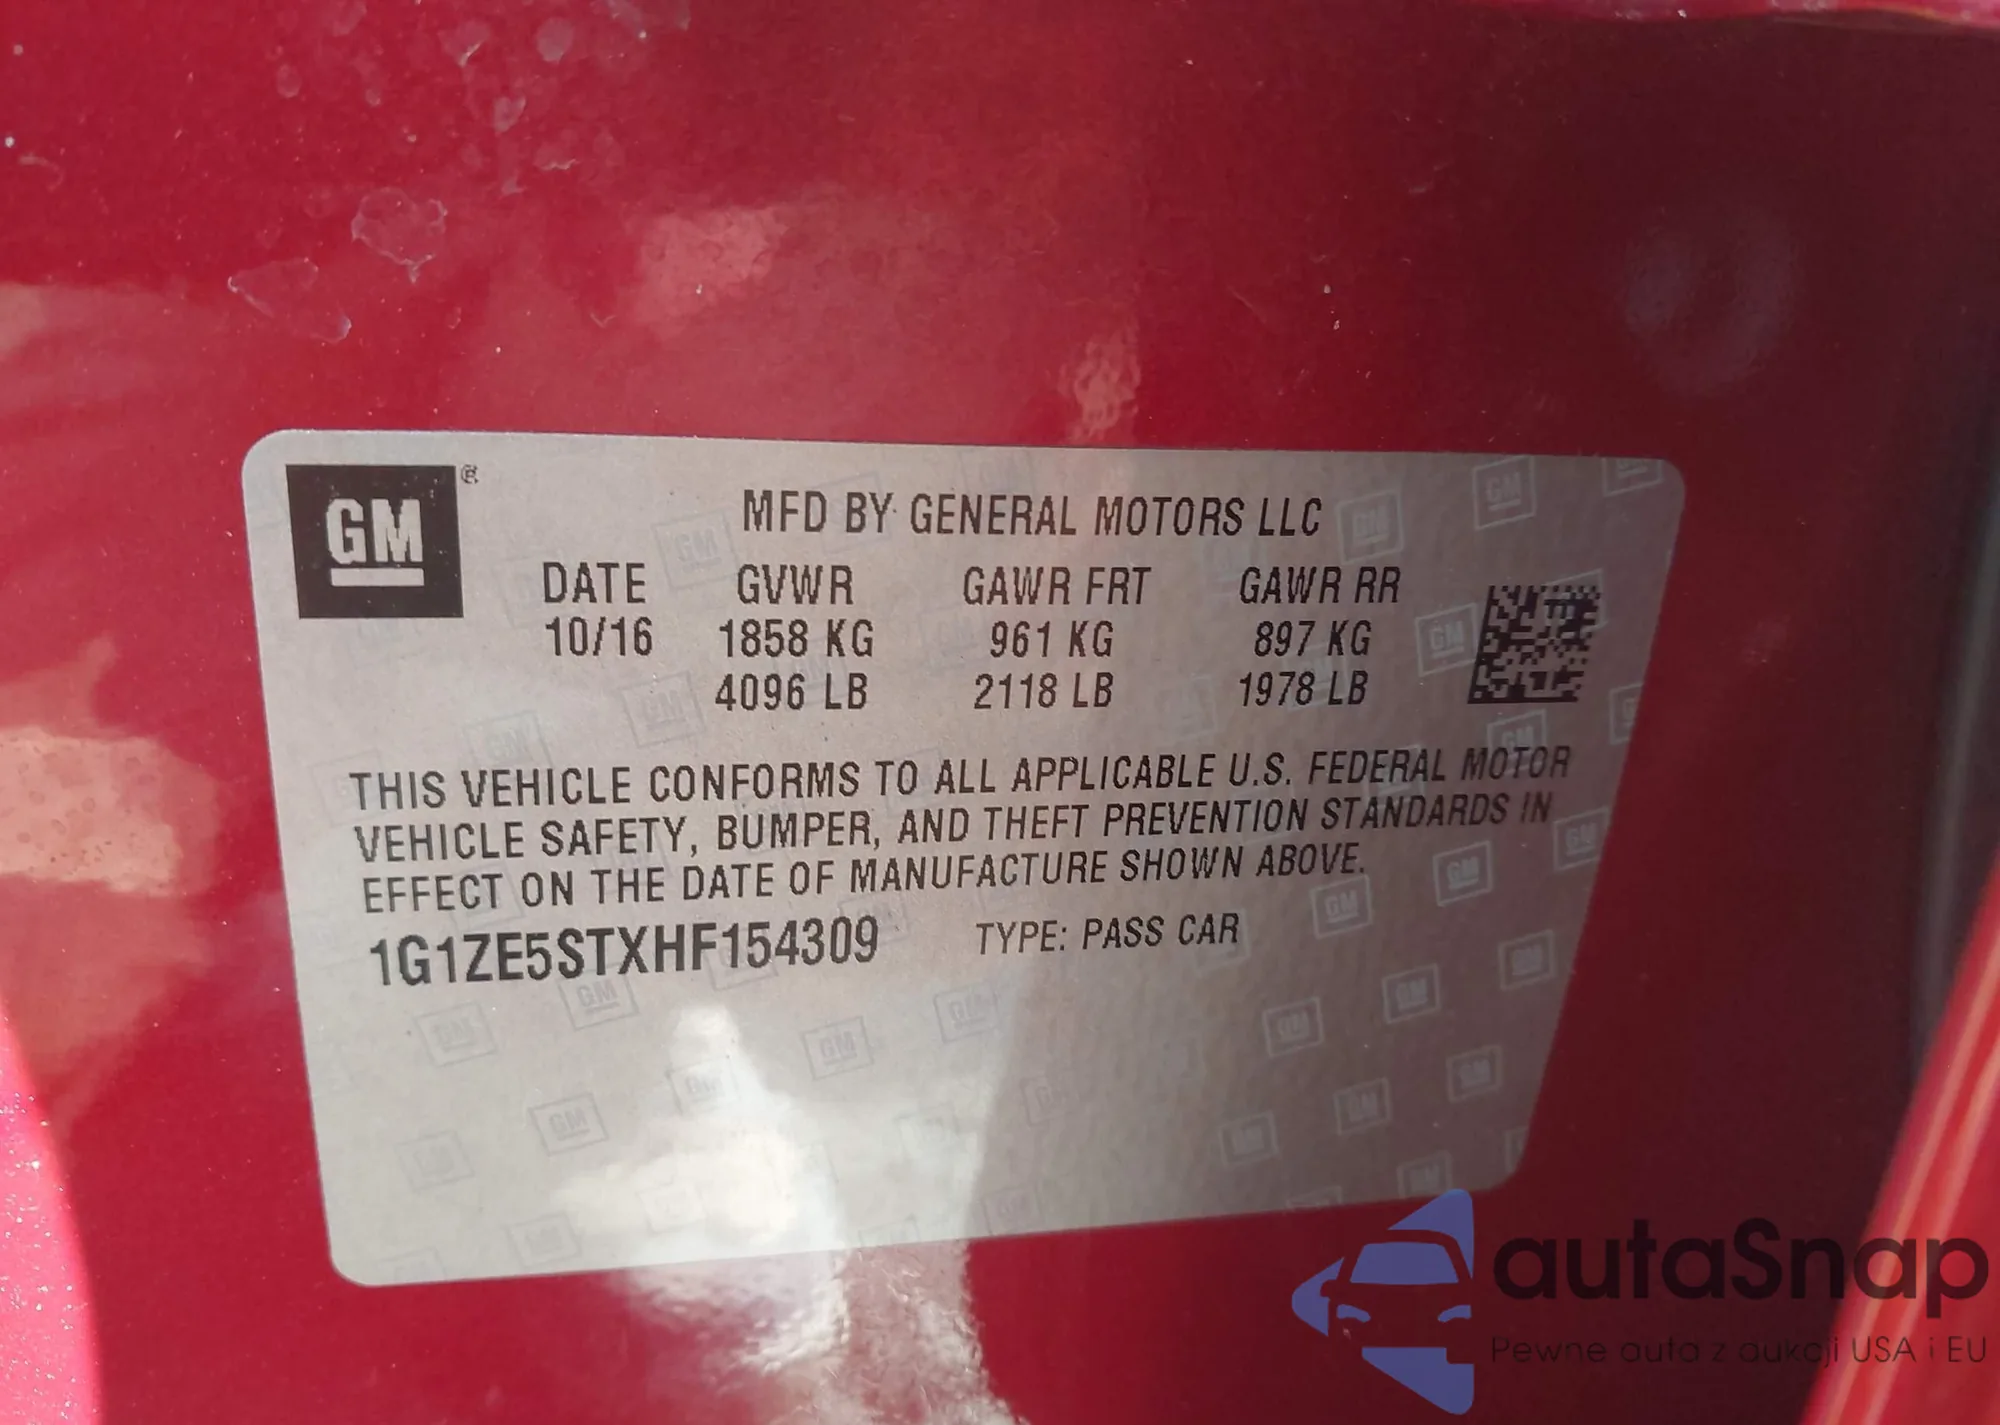 GM®
MFD BY GENERAL MOTORS LLC
DATE GVWR GAWR FRT GAWR RR
10/16 1858 KG 961 KG 897 KG
4096 LB 2118 LB 1978 LB
THIS VEHICLE CONFORMS TO ALL APPLICABLE U.S. FEDERAL MOTOR
VEHICLE SAFETY, BUMPER, AND THEFT PREVENTION STANDARDS IN
EFFECT ON THE DATE OF MANUFACTURE SHOWN ABOVE.
1G1ZE5STXHF154309 TYPE: PASS CAR
autaSnap
Pewne auta z aukcji USA i EU